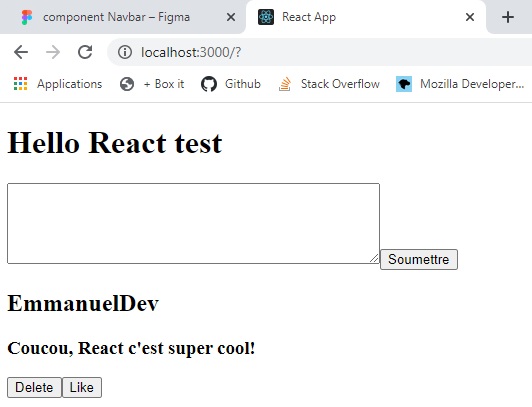 component Navbar – Figma
React App
localhost:3000/?
Applications
+ Box it
Github
Stack Overflow
Mozilla Developer...
Hello React test
Soumettre
EmmanuelDev
Coucou, React c'est super cool!
Delete
Like